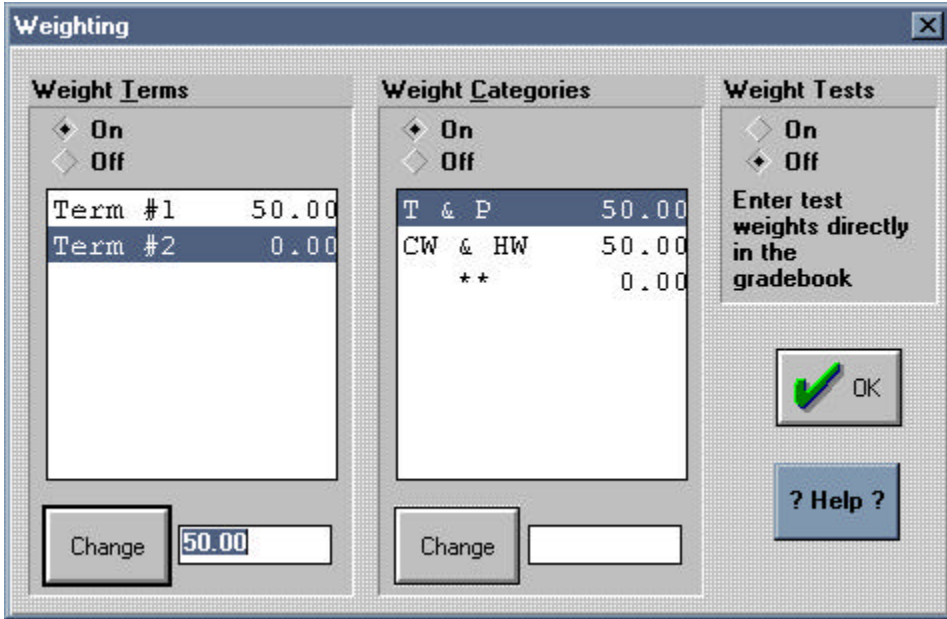 Weighting
Weight Terms
On
Off
Term #1 50.00
Term #2 0.00
Change 50.00
Weight Categories
On
Off
T & P 50.00
CW & HW 50.00
** 0.00
Change
Weight Tests
On
Off
Enter test
weights directly
in the
gradebook
OK
? Help ?